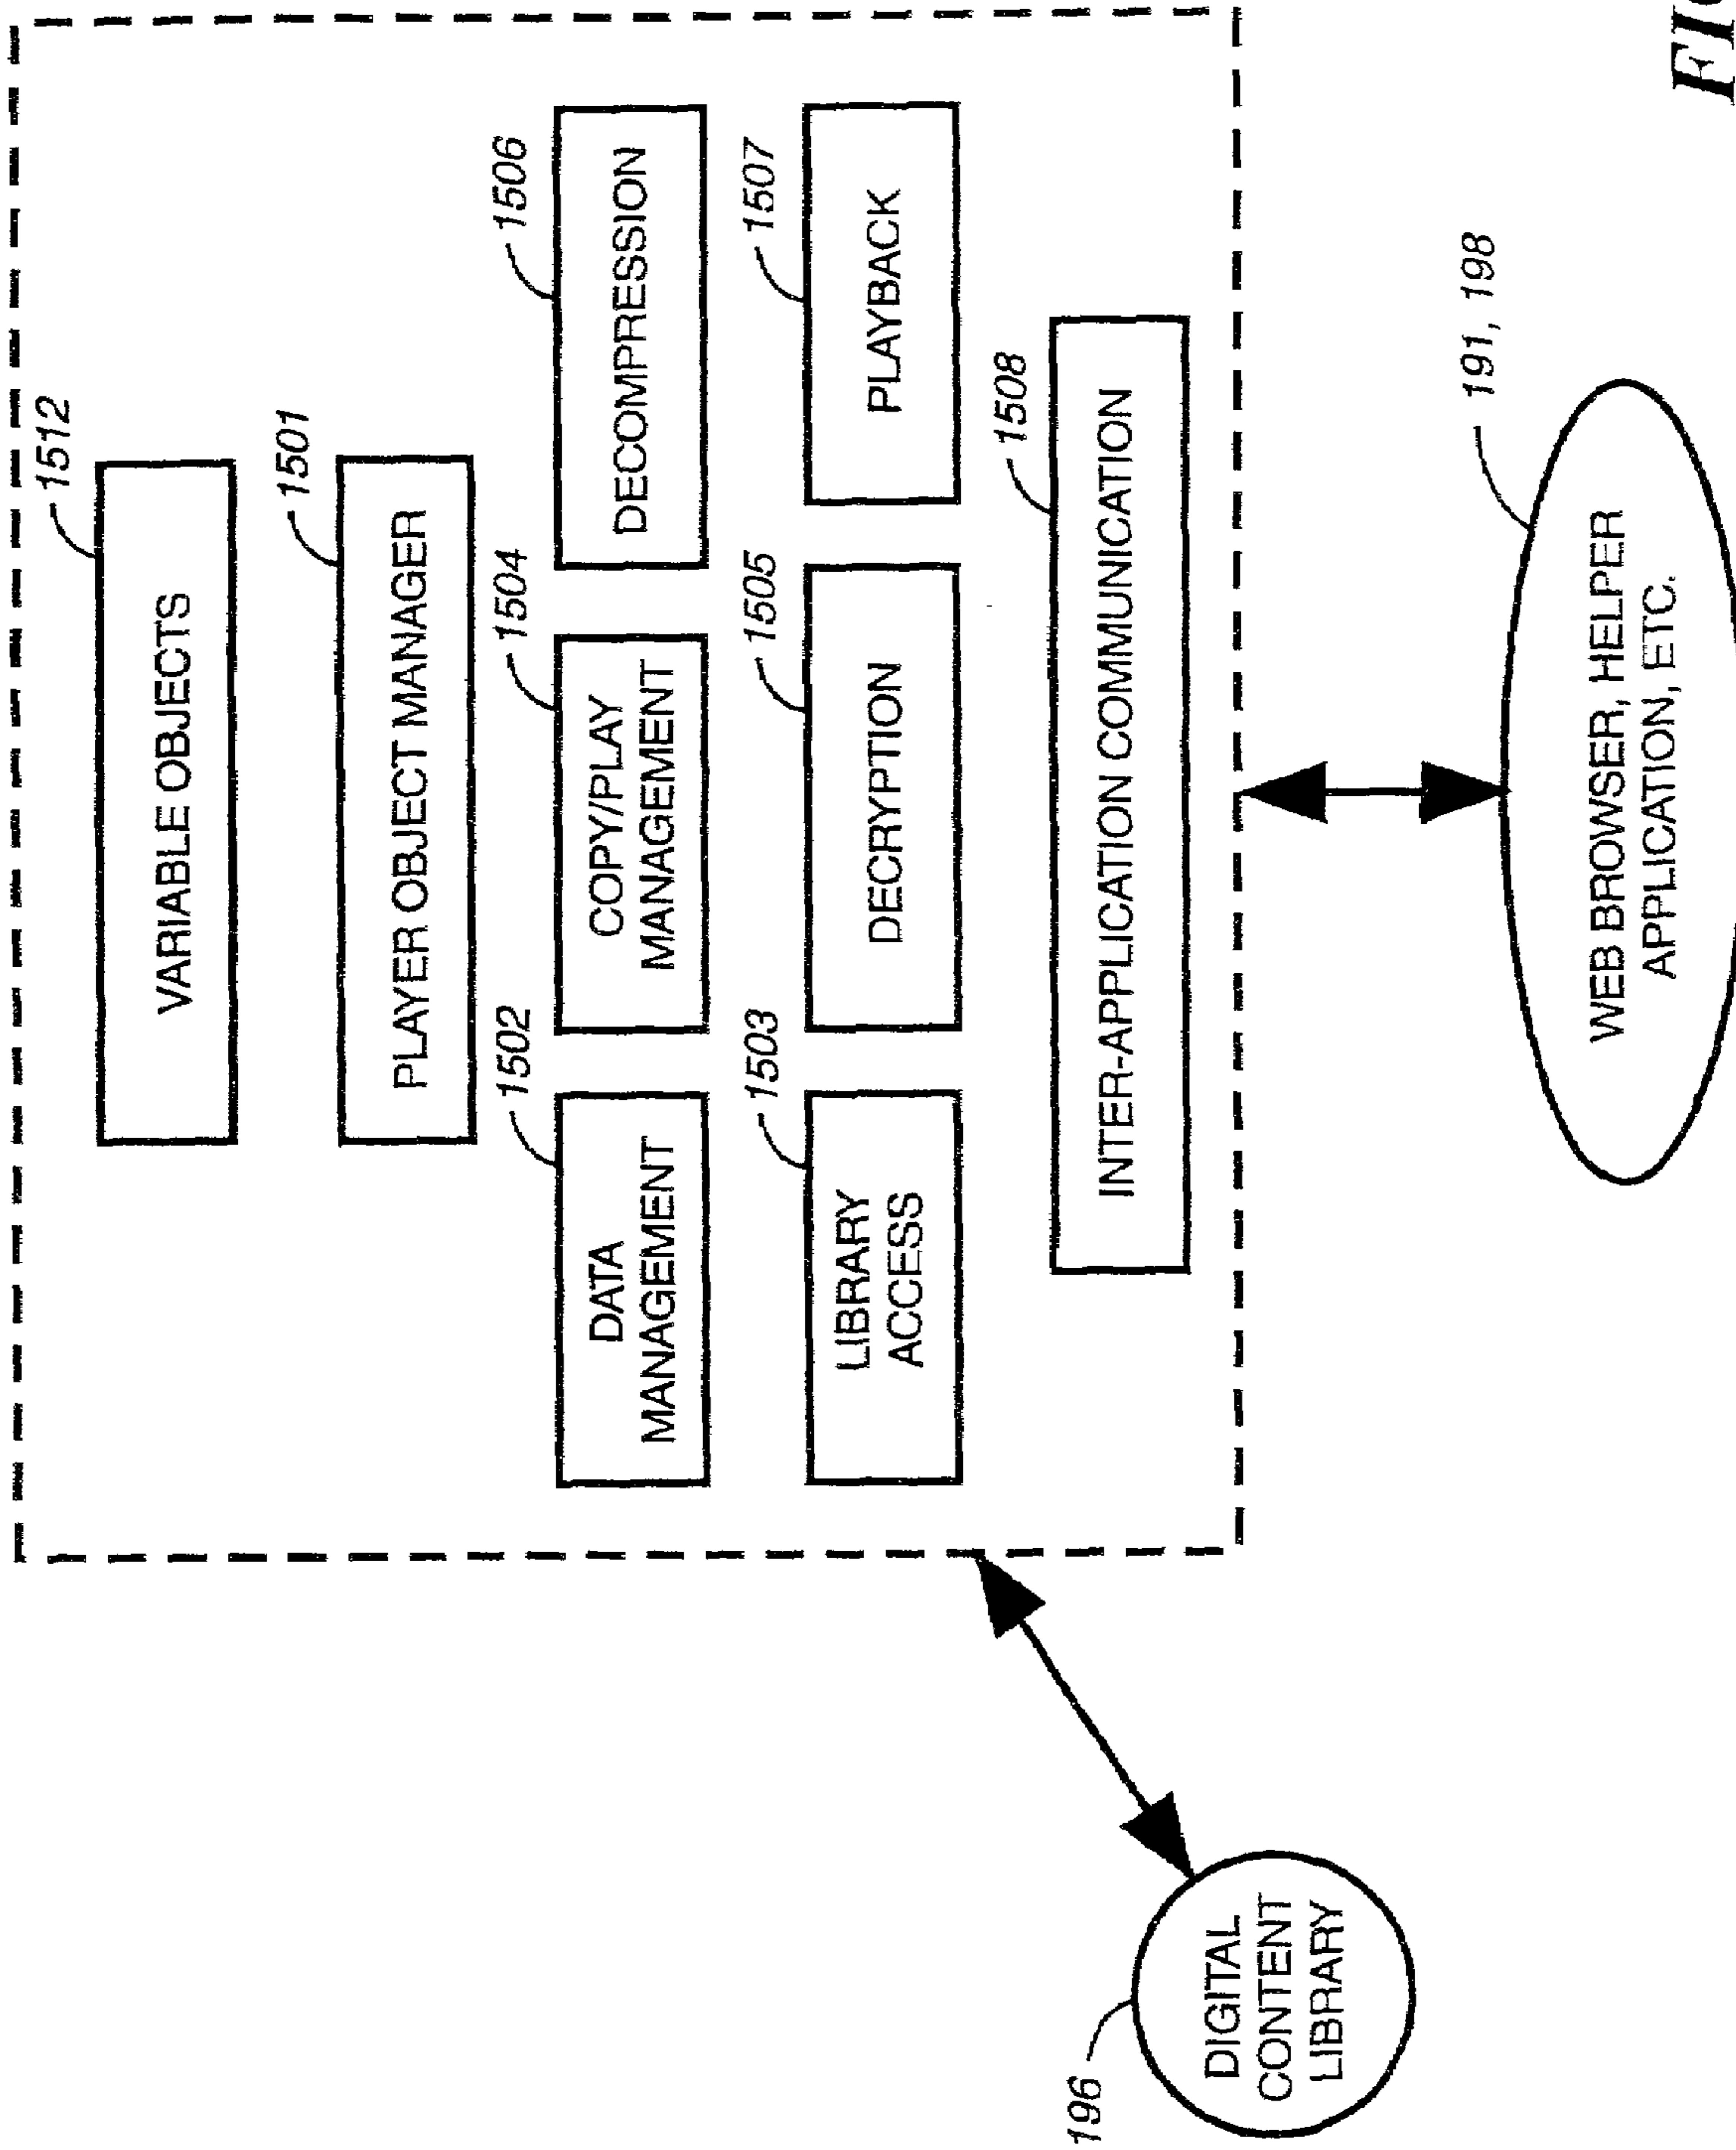 1512
VARIABLE OBJECTS
1501
PLAYER OBJECT MANAGER
1502
DATA
MANAGEMENT
1504
COPY/PLAY
MANAGEMENT
1506
DECOMPRESSION
1503
LIBRARY
ACCESS
1505
DECRYPTION
1507
PLAYBACK
1508
INTER-APPLICATION COMMUNICATION
196
DIGITAL
CONTENT
LIBRARY
191, 198
WEB BROWSER, HELPER
APPLICATION, ETC.